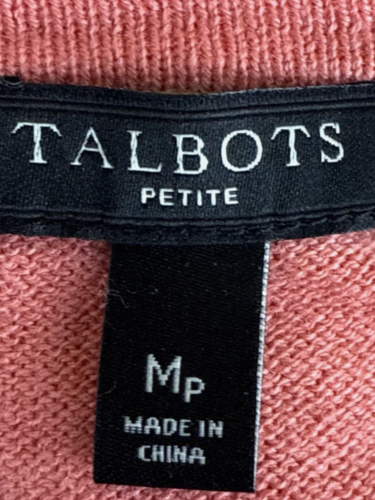 TALBOTS
PETITE
MP
MADE IN
CHINA